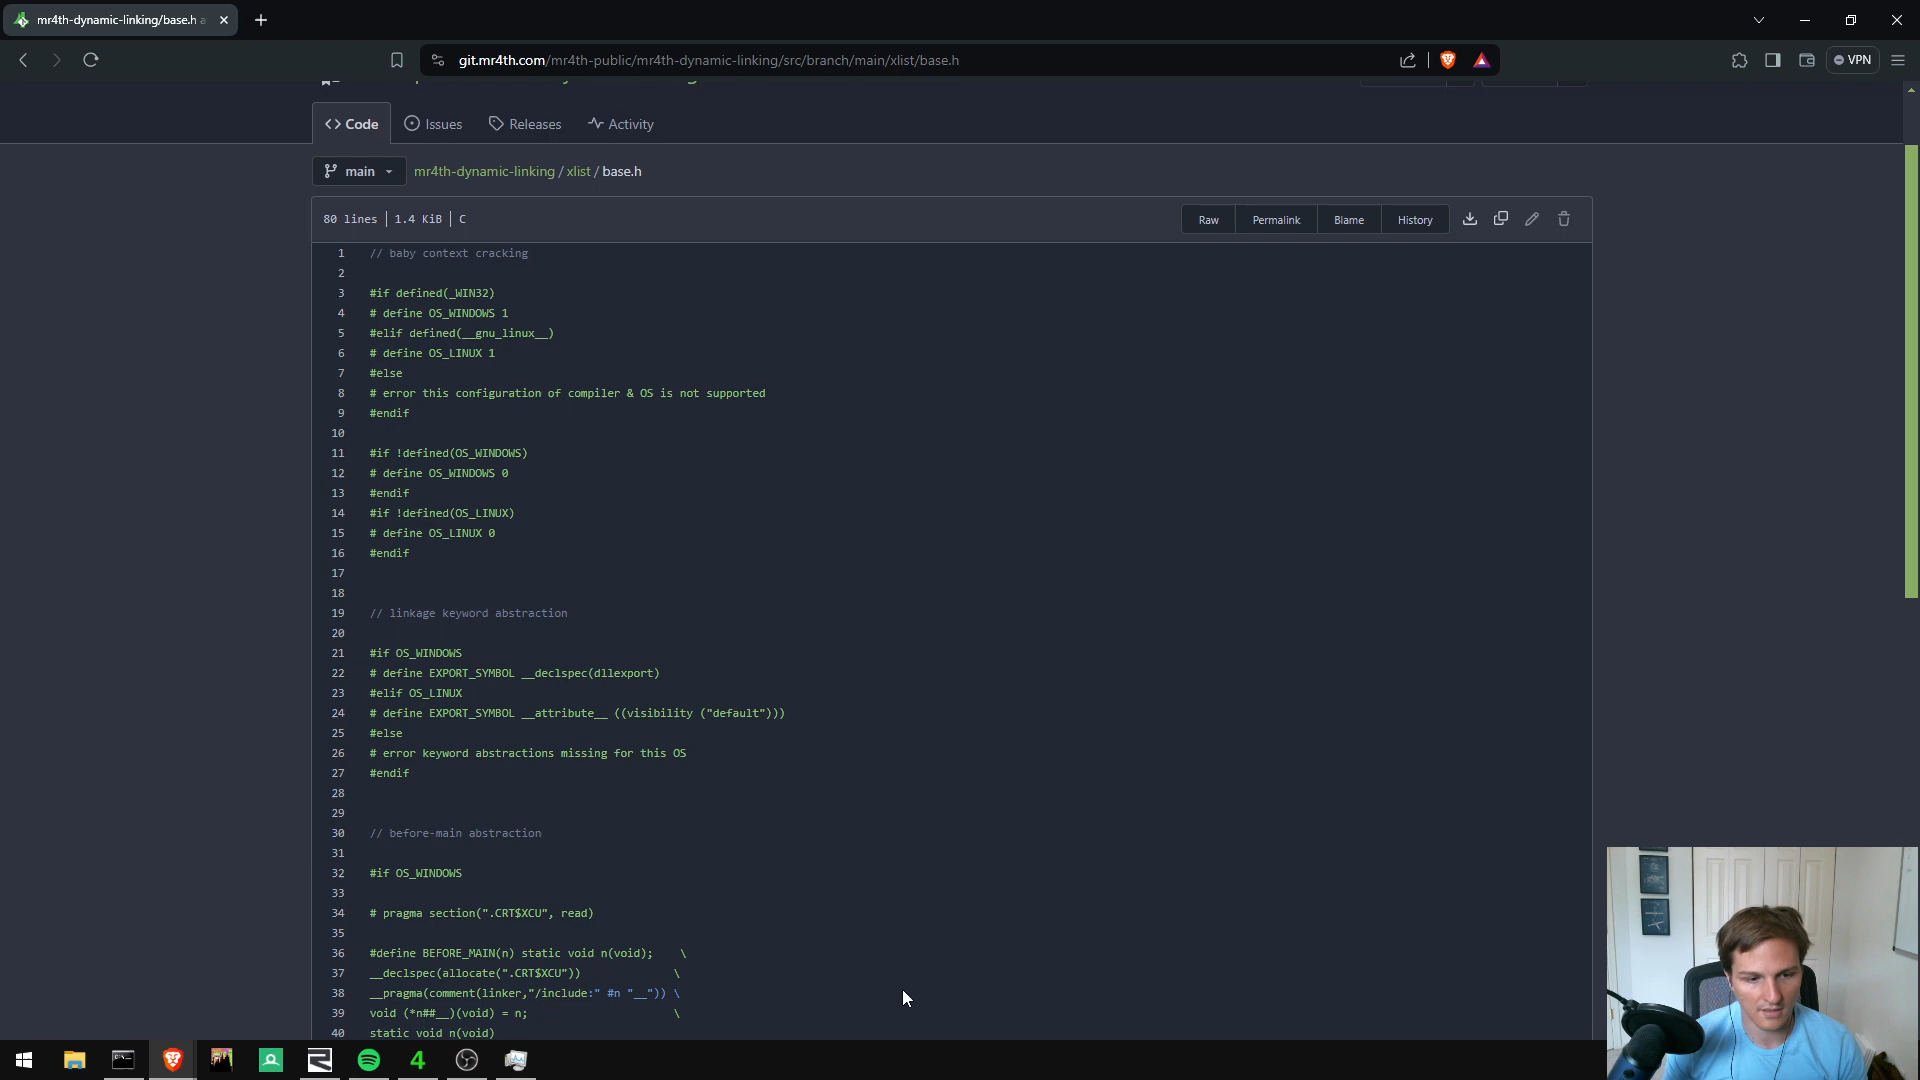 mr4th-dynamic-linking/base.h a
git.mr4th.com/mr4th-public/mr4th-dynamic-linking/src/branch/main/xlist/base.h
VPN
Code
Issues
Releases
Activity
main
mr4th-dynamic-linking / xlist / base.h
80 lines | 1.4 KiB | C
Raw
Permalink
Blame
History
1 // baby context cracking
2
3 #if defined(_WIN32)
4 # define OS_WINDOWS 1
5 #elif defined(__gnu_linux__)
6 # define OS_LINUX 1
7 #else
8 # error this configuration of compiler & OS is not supported
9 #endif
10
11 #if !defined(OS_WINDOWS)
12 # define OS_WINDOWS 0
13 #endif
14 #if !defined(OS_LINUX)
15 # define OS_LINUX 0
16 #endif
17
18
19 // linkage keyword abstraction
20
21 #if OS_WINDOWS
22 # define EXPORT_SYMBOL __declspec(dllexport)
23 #elif OS_LINUX
24 # define EXPORT_SYMBOL __attribute__ ((visibility ("default")))
25 #else
26 # error keyword abstractions missing for this OS
27 #endif
28
29
30 // before-main abstraction
31
32 #if OS_WINDOWS
33
34 # pragma section(".CRT$XCU", read)
35
36 #define BEFORE_MAIN(n) static void n(void); \
37 __declspec(allocate(".CRT$XCU")) \
38 __pragma(comment(linker,"/include:" #n "__")) \
39 void (*n##__)(void) = n; \
40 static void n(void)
4